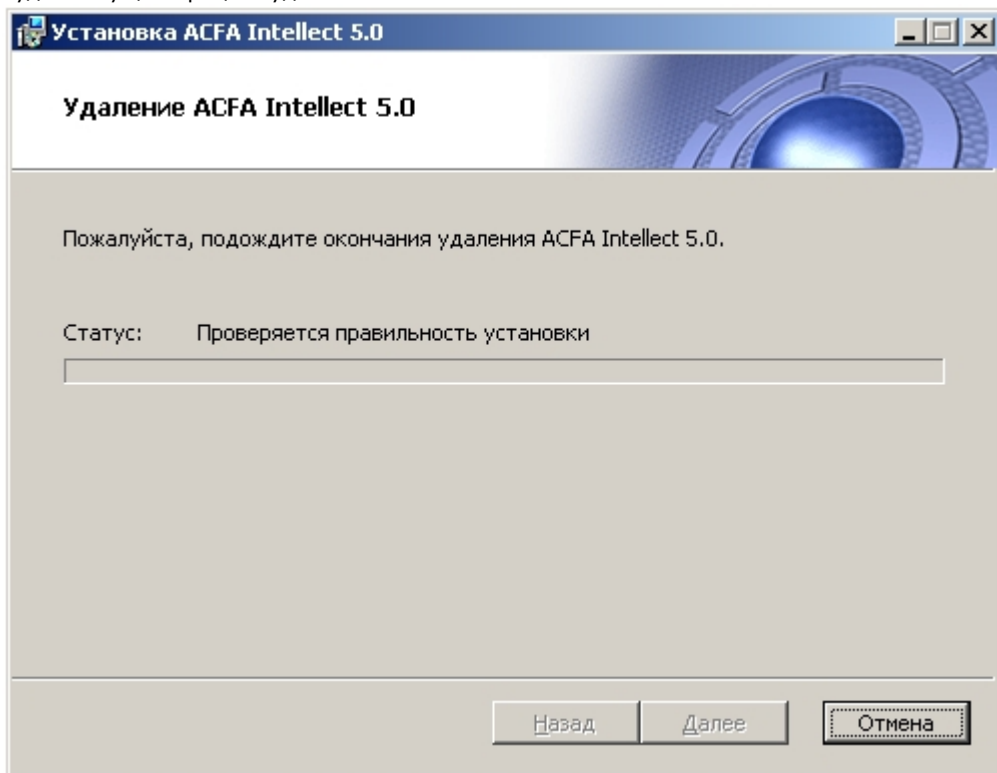 Установка ACFA Intellect 5.0
Удаление ACFA Intellect 5.0
Пожалуйста, подождите окончания удаления ACFA Intellect 5.0.
Статус: Проверяется правильность установки
Назад Далее Отмена